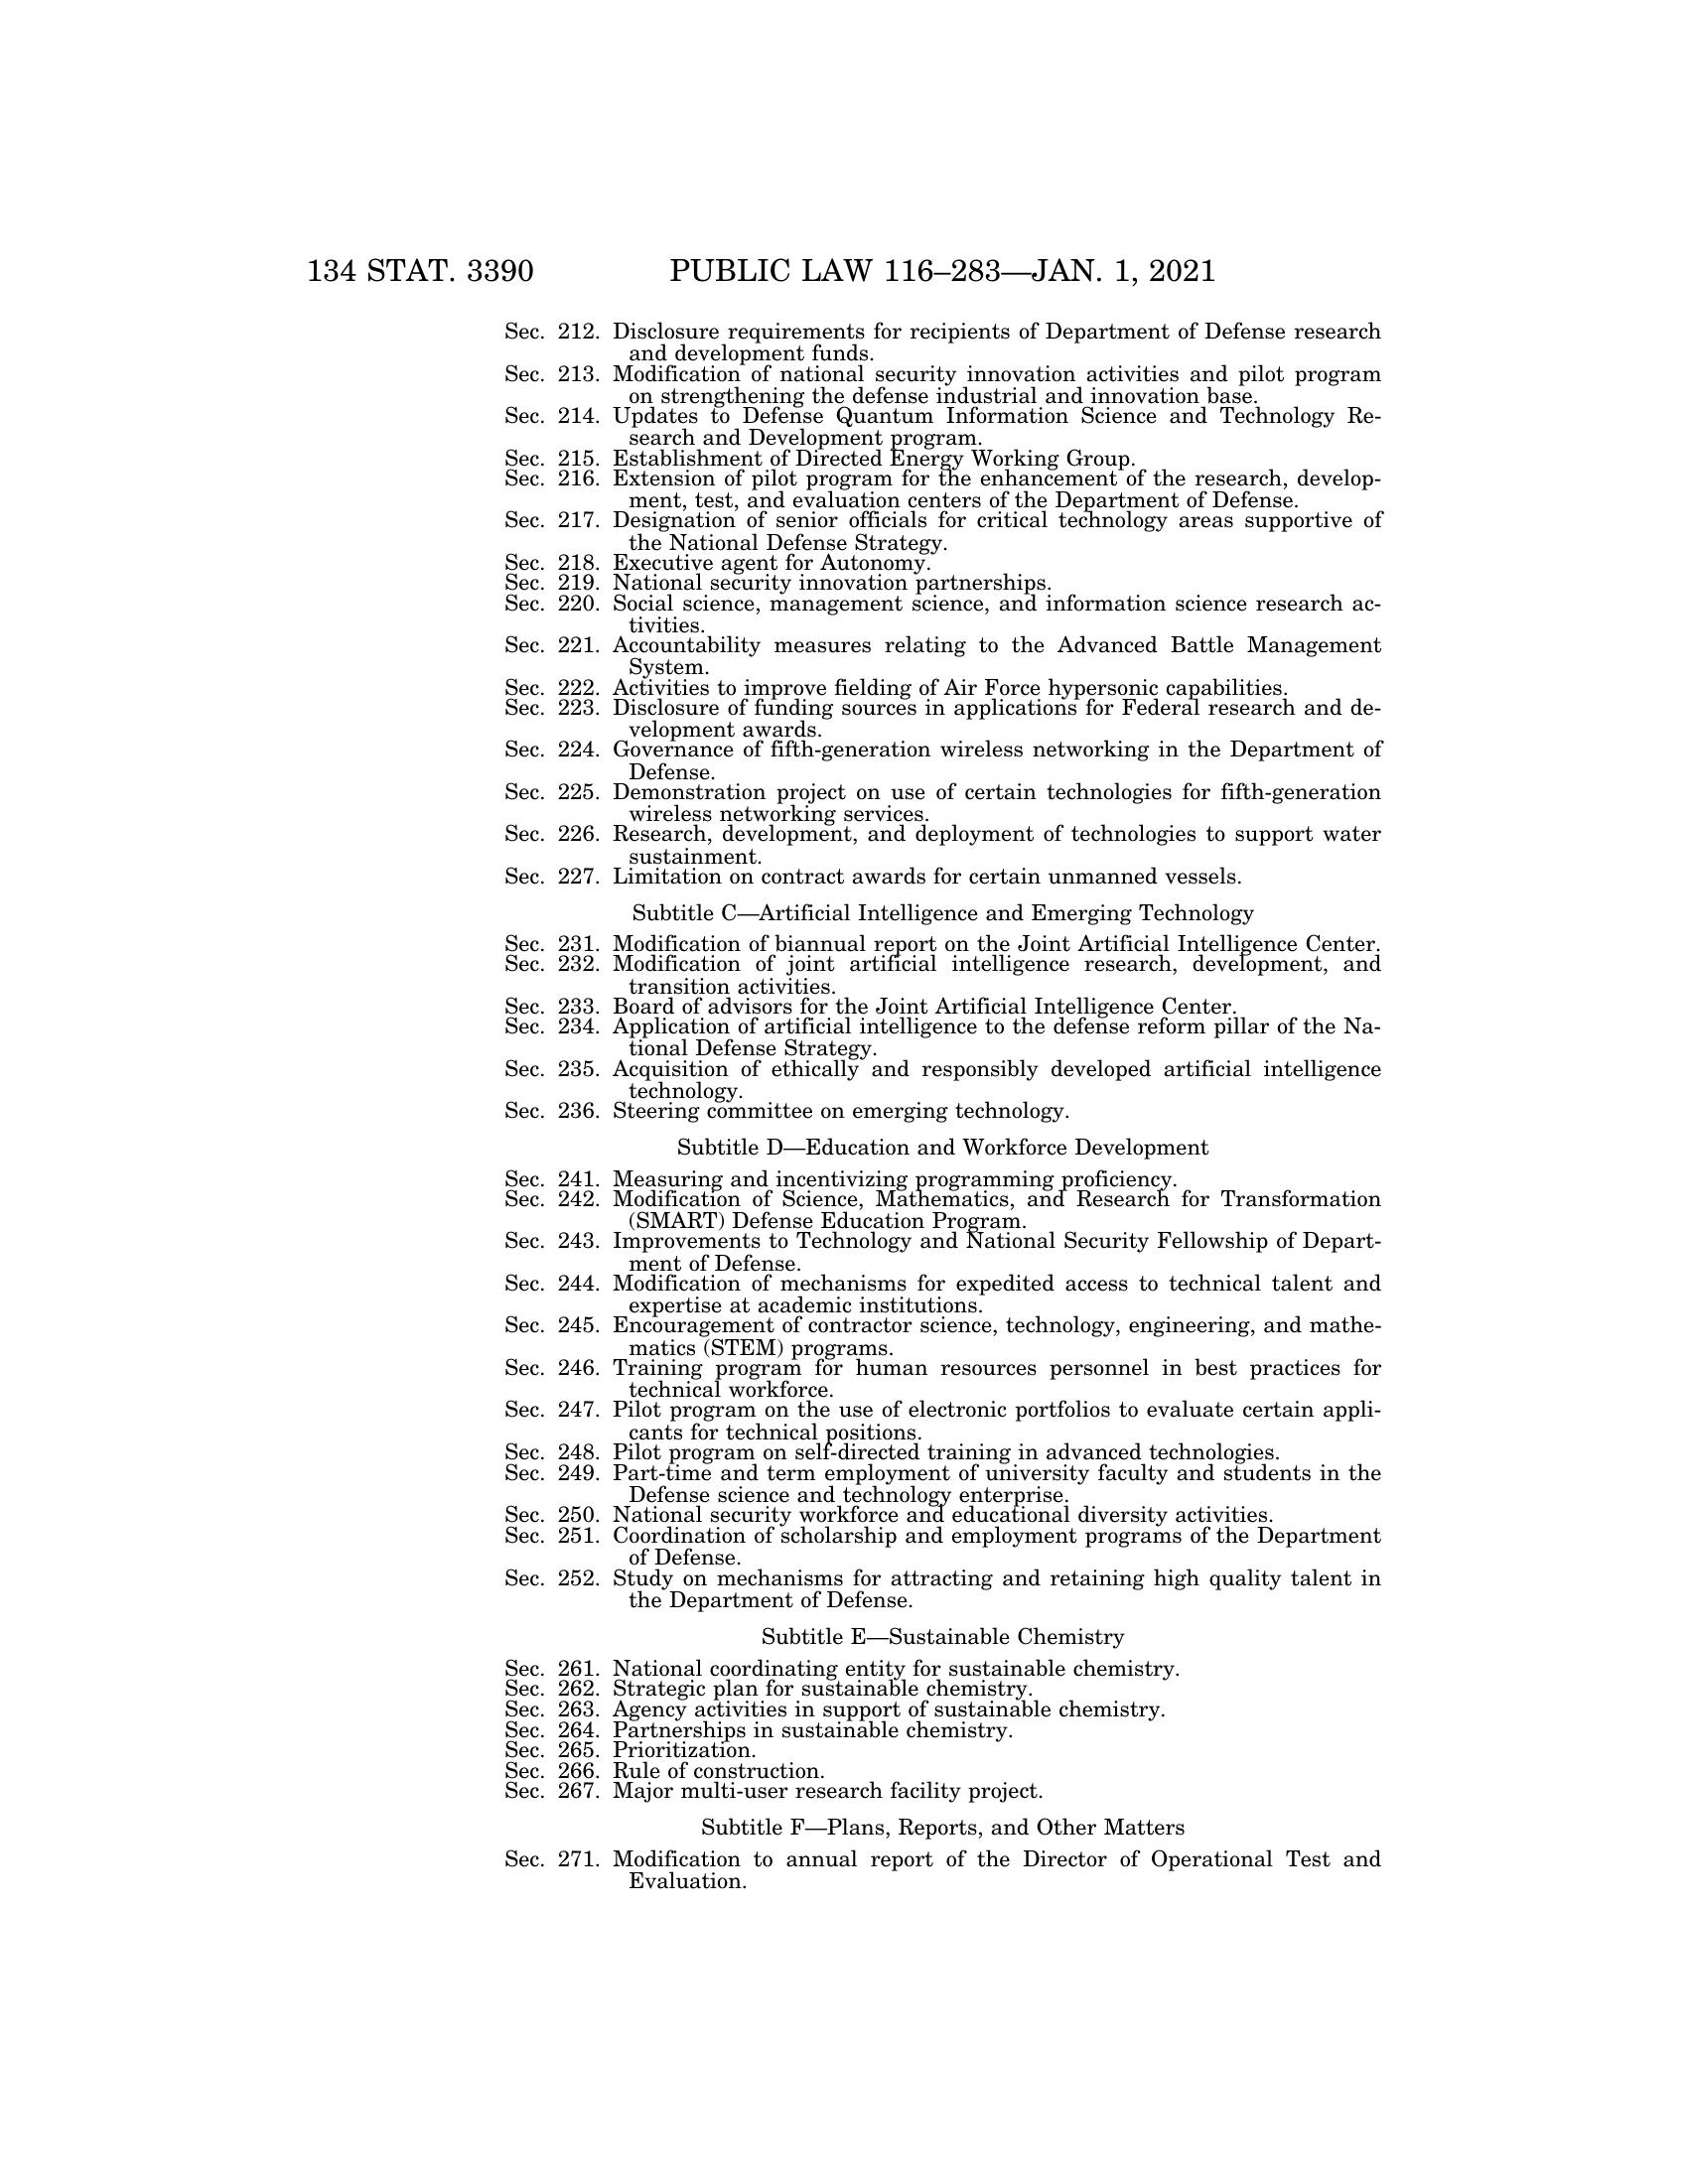 134 STAT. 3390 PUBLIC LAW 116–283—JAN. 1, 2021
Sec. 212. Disclosure requirements for recipients of Department of Defense research
and development funds.
Sec. 213. Modification of national security innovation activities and pilot program
on strengthening the defense industrial and innovation base.
Sec. 214. Updates to Defense Quantum Information Science and Technology Re-
search and Development program.
Sec. 215. Establishment of Directed Energy Working Group.
Sec. 216. Extension of pilot program for the enhancement of the research, develop-
ment, test, and evaluation centers of the Department of Defense.
Sec. 217. Designation of senior officials for critical technology areas supportive of
the National Defense Strategy.
Sec. 218. Executive agent for Autonomy.
Sec. 219. National security innovation partnerships.
Sec. 220. Social science, management science, and information science research ac-
tivities.
Sec. 221. Accountability measures relating to the Advanced Battle Management
System.
Sec. 222. Activities to improve fielding of Air Force hypersonic capabilities.
Sec. 223. Disclosure of funding sources in applications for Federal research and de-
velopment awards.
Sec. 224. Governance of fifth-generation wireless networking in the Department of
Defense.
Sec. 225. Demonstration project on use of certain technologies for fifth-generation
wireless networking services.
Sec. 226. Research, development, and deployment of technologies to support water
sustainment.
Sec. 227. Limitation on contract awards for certain unmanned vessels.
Subtitle C—Artificial Intelligence and Emerging Technology
Sec. 231. Modification of biannual report on the Joint Artificial Intelligence Center.
Sec. 232. Modification of joint artificial intelligence research, development, and
transition activities.
Sec. 233. Board of advisors for the Joint Artificial Intelligence Center.
Sec. 234. Application of artificial intelligence to the defense reform pillar of the Na-
tional Defense Strategy.
Sec. 235. Acquisition of ethically and responsibly developed artificial intelligence
technology.
Sec. 236. Steering committee on emerging technology.
Subtitle D—Education and Workforce Development
Sec. 241. Measuring and incentivizing programming proficiency.
Sec. 242. Modification of Science, Mathematics, and Research for Transformation
(SMART) Defense Education Program.
Sec. 243. Improvements to Technology and National Security Fellowship of Depart-
ment of Defense.
Sec. 244. Modification of mechanisms for expedited access to technical talent and
expertise at academic institutions.
Sec. 245. Encouragement of contractor science, technology, engineering, and mathe-
matics (STEM) programs.
Sec. 246. Training program for human resources personnel in best practices for
technical workforce.
Sec. 247. Pilot program on the use of electronic portfolios to evaluate certain appli-
cants for technical positions.
Sec. 248. Pilot program on self-directed training in advanced technologies.
Sec. 249. Part-time and term employment of university faculty and students in the
Defense science and technology enterprise.
Sec. 250. National security workforce and educational diversity activities.
Sec. 251. Coordination of scholarship and employment programs of the Department
of Defense.
Sec. 252. Study on mechanisms for attracting and retaining high quality talent in
the Department of Defense.
Subtitle E—Sustainable Chemistry
Sec. 261. National coordinating entity for sustainable chemistry.
Sec. 262. Strategic plan for sustainable chemistry.
Sec. 263. Agency activities in support of sustainable chemistry.
Sec. 264. Partnerships in sustainable chemistry.
Sec. 265. Prioritization.
Sec. 266. Rule of construction.
Sec. 267. Major multi-user research facility project.
Subtitle F—Plans, Reports, and Other Matters
Sec. 271. Modification to annual report of the Director of Operational Test and
Evaluation.